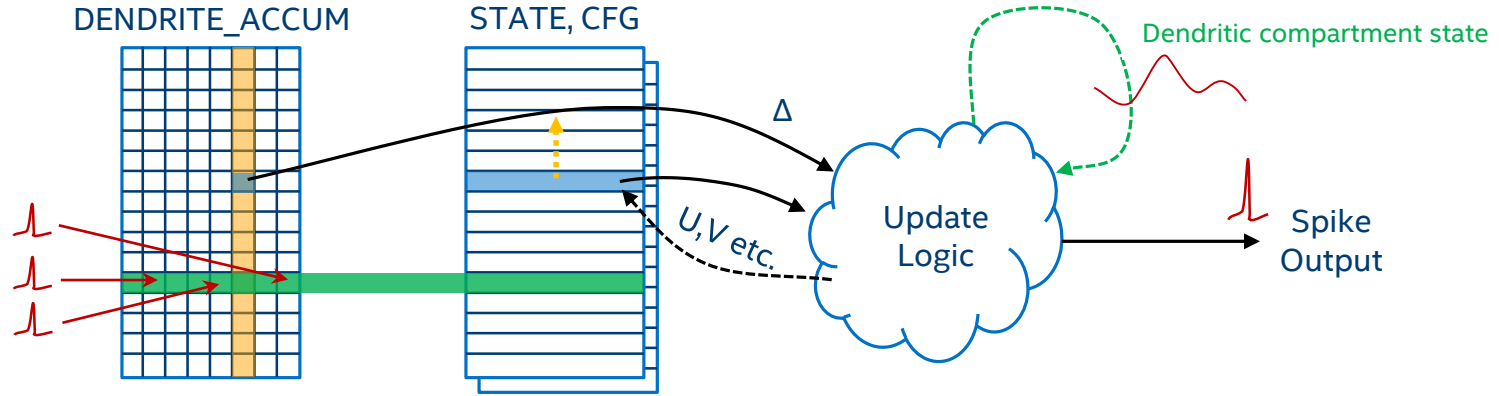 DENDRITE_ACCUM
STATE, CFG
Dendritic compartment state
Δ
U,V etc.
Update
Logic
Spike
Output